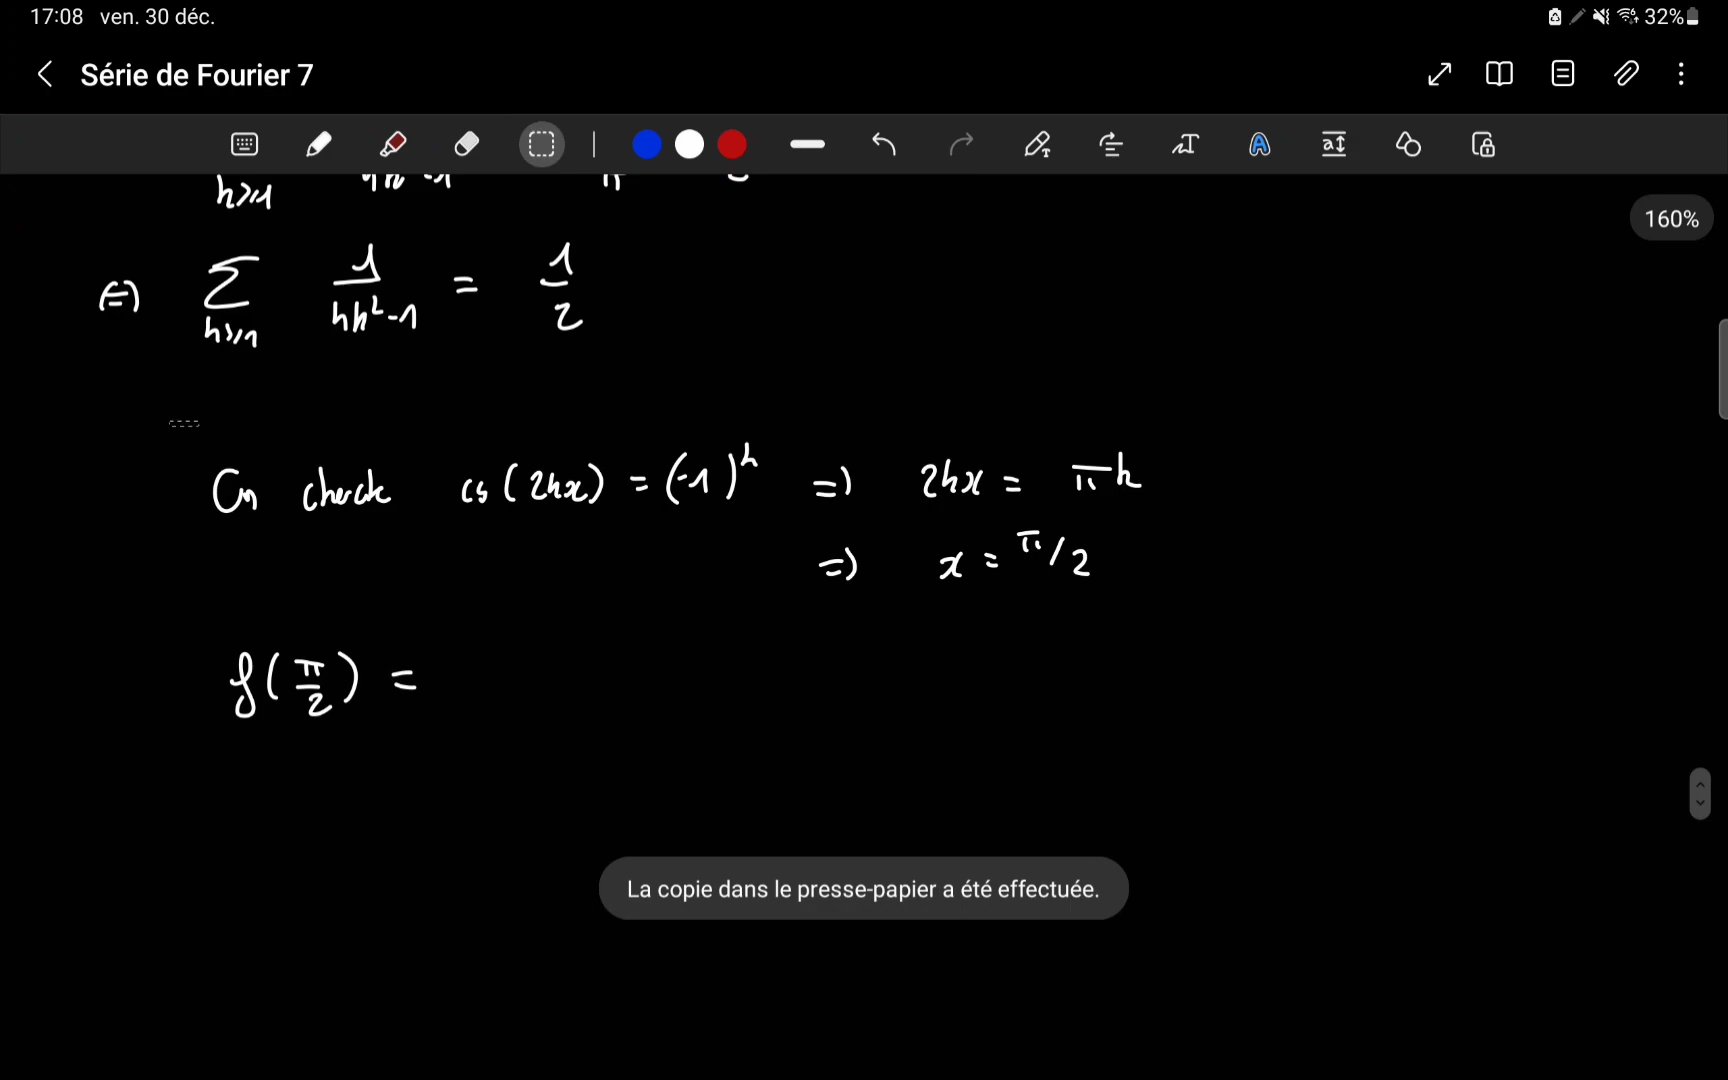 17:08 ven. 30 déc.
32%
Série de Fourier 7
n≥1
160%
⇔ ∑ 1/(4n²-1) = 1/2
n≥1
On cherche cos(2nx) = (-1)^n ⇒ 2nx = πn
⇒ x = π/2
f(π/2) =
La copie dans le presse-papier a été effectuée.